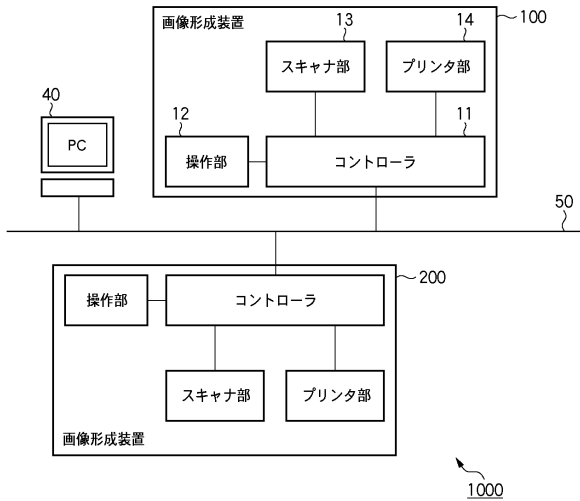 画像形成装置
100
13
14
スキャナ部
プリンタ部
40
12
11
PC
操作部
コントローラ
50
200
操作部
コントローラ
スキャナ部
プリンタ部
画像形成装置
1000